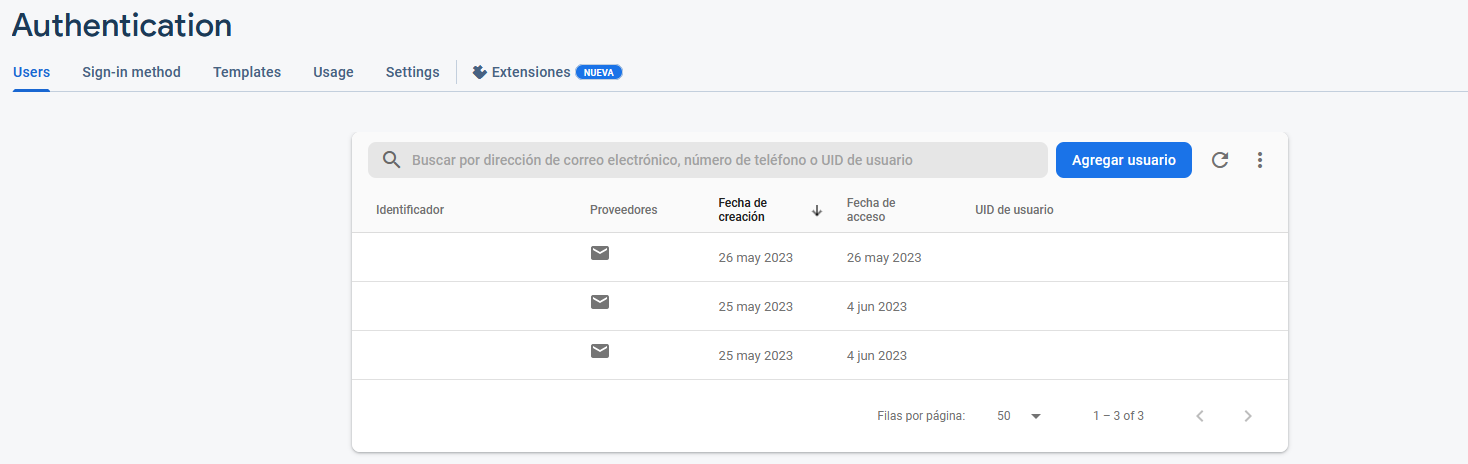 Authentication
Users Sign-in method Templates Usage Settings Extensiones NUEVA
Buscar por dirección de correo electrónico, número de teléfono o UID de usuario Agregar usuario
Identificador Proveedores Fecha de creación Fecha de acceso UID de usuario
26 may 2023 26 may 2023
25 may 2023 4 jun 2023
25 may 2023 4 jun 2023
Filas por página: 50 1 – 3 of 3